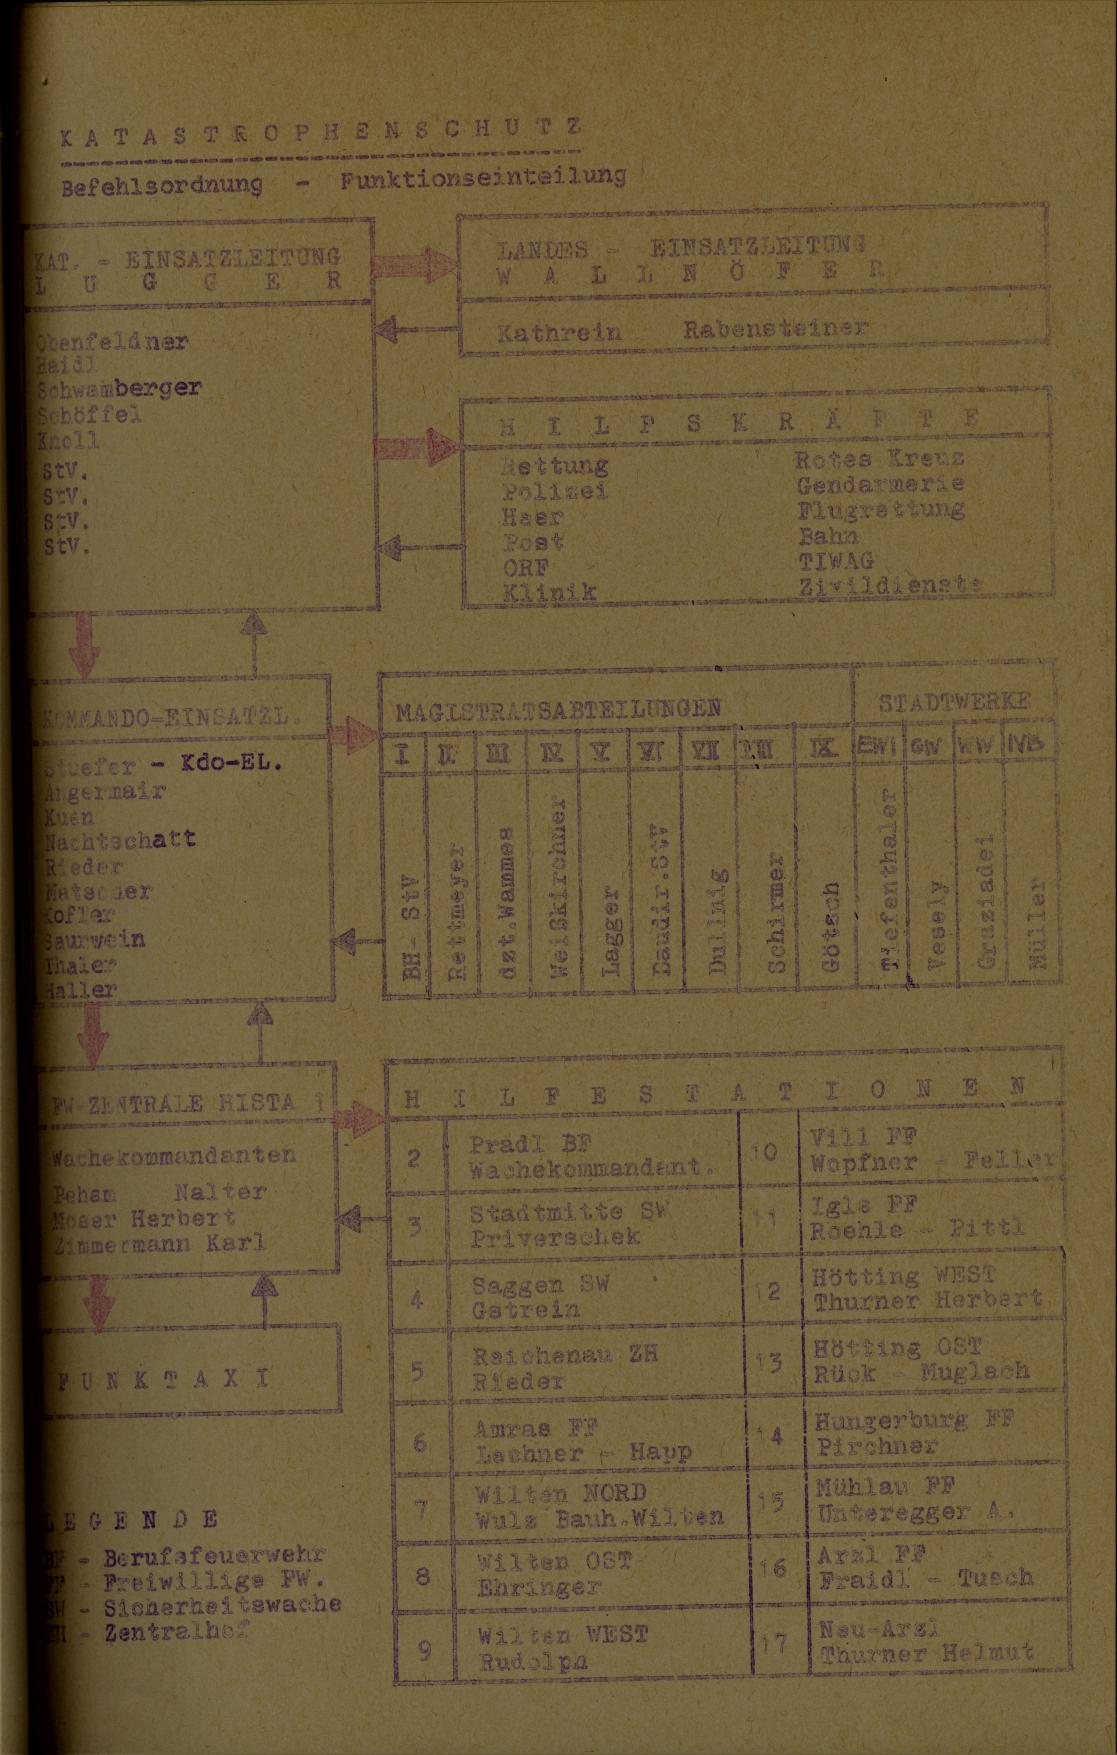 KATASTROPHENSCHUTZ
Befehlsordnung - Funktionseinteilung
KAT. - EINSATZLEITUNG
LUGGER
Obenfeldner
Haidl
Schwamberger
Schöffel
Knoll
StV.
StV.
StV.
StV.
LANDES - EINSATZLEITUNG
WALLNÖFER
Kathrein Rabensteiner
HILFSKRÄFTE
Rettung Rotes Kreuz
Polizei Gendarmerie
Heer Flugrettung
Post Bahn
ORF TIWAG
Klinik Zivildienste
KOMMANDO-EINSATZL.
Stuefer - Kdo-EL.
Angermair
Kuen
Nachtschatt
Rieder
Matscher
Kofler
Saurwein
Thaler
Haller
MAGISTRATSABTEILUNGEN
STADTWERKE
I II III IV V VI VII VIII IX EWI GW WW IVB
BH- StV
Rettmeyer
dzt.Wammes
Weißkirchner
Lagger
Baudir.StV
Dullnig
Schirmer
Götsch
Tiefenthaler
Vesely
Graziadei
Müller
FW-ZENTRALE HISTA 1
Wachekommandanten
Behsm Nalter
Moser Herbert
Zimmermann Karl
FUNKTAXI
HILFESTATIONEN
2 Pradl BF
Wachekommandant.
3 Stadtmitte SW
Priverschek
4 Saggen SW
Gstrein
5 Reichenau ZH
Rieder
6 Amras FF
Lechner - Happ
7 Wilten NORD
Wulz Bauh.Wilten
8 Wilten OST
Ehringer
9 Wilten WEST
Rudolph
10 Vill FF
Wopfner - Feller
11 Igls FF
Roehle - Pittl
12 Hötting WEST
Thurner Herbert
13 Hötting OST
Rück - Muglach
14 Hungerburg FF
Pirchner
15 Mühlau FF
Unteregger A.
16 Arzl FF
Fraidl - Tusch
17 Neu-Arzl
Thurner Helmut
LEGENDE
BF - Berufsfeuerwehr
FF - Freiwillige FW.
SW - Sicherheitswache
ZH - Zentralhof